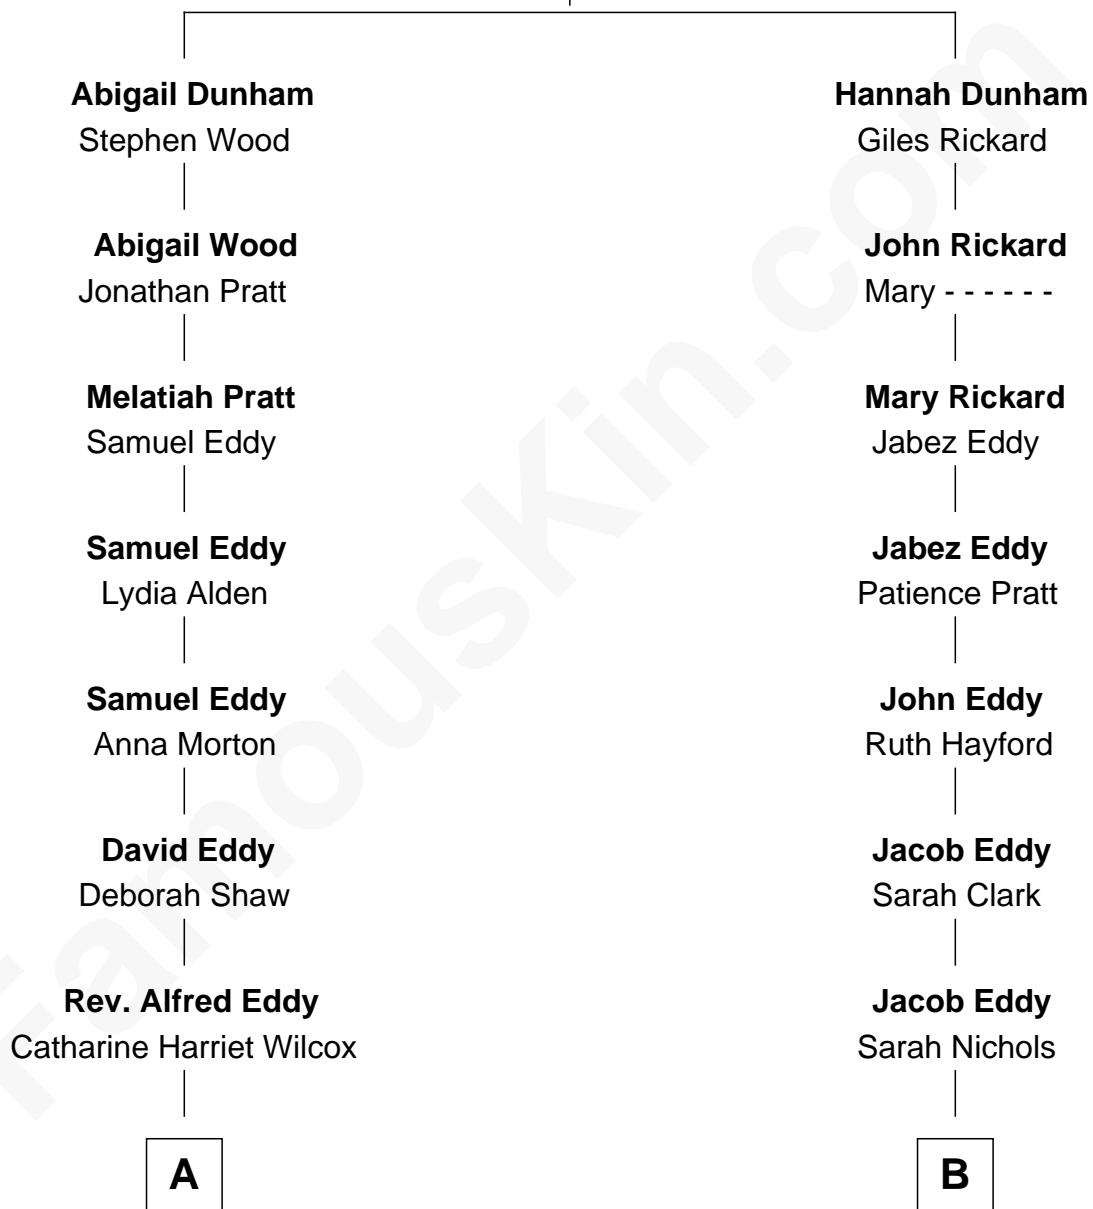 Abigail Dunham
Stephen Wood
Abigail Wood
Jonathan Pratt
Melatiah Pratt
Samuel Eddy
Samuel Eddy
Lydia Alden
Samuel Eddy
Anna Morton
David Eddy
Deborah Shaw
Rev. Alfred Eddy
Catharine Harriet Wilcox
A
Hannah Dunham
Giles Rickard
John Rickard
Mary - - - - - -
Mary Rickard
Jabez Eddy
Jabez Eddy
Patience Pratt
John Eddy
Ruth Hayford
Jacob Eddy
Sarah Clark
Jacob Eddy
Sarah Nichols
B
FamousKin.com